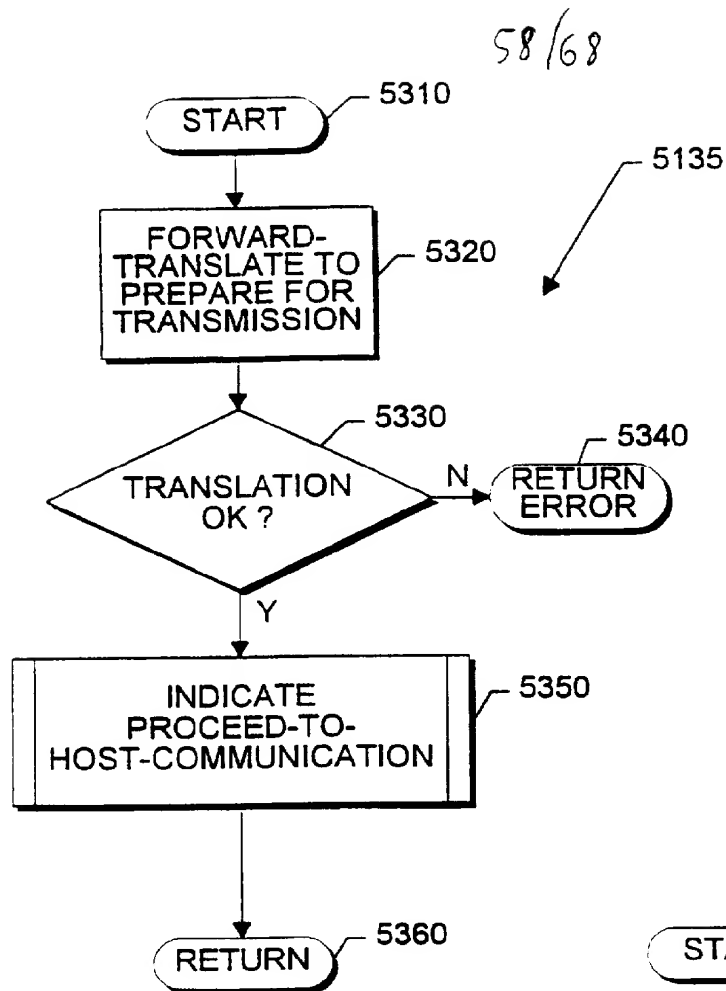 58/68
5310
START
5135
FORWARD-
TRANSLATE TO
PREPARE FOR
TRANSMISSION
5320
5330
TRANSLATION
OK ?
N
5340
RETURN
ERROR
Y
INDICATE
PROCEED-TO-
HOST-COMMUNICATION
5350
5360
RETURN
STA